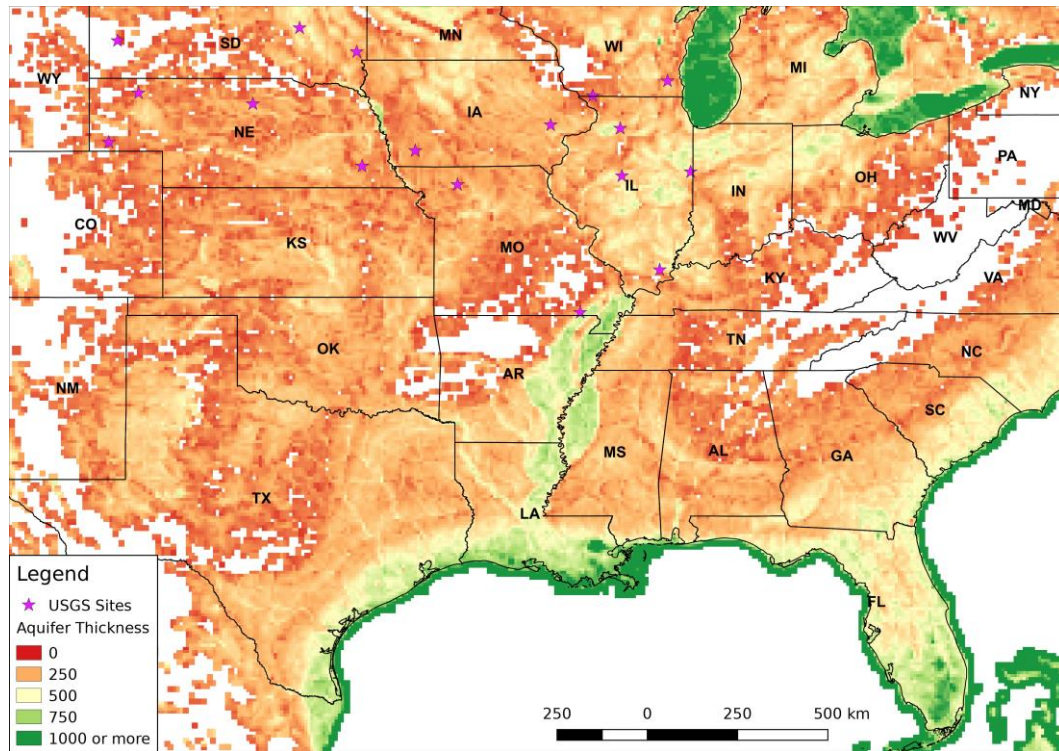 MN
WI
SD
MI
WY
NY
IA
NE
PA
OH
IL
IN
MD
CO
WV
KS
MO
KY
VA
OK
TN
NC
NM
AR
SC
MS
AL
GA
TX
LA
FL
Legend
USGS Sites
Aquifer Thickness
0
250
500
750
1000 or more
250 0 250 500 km